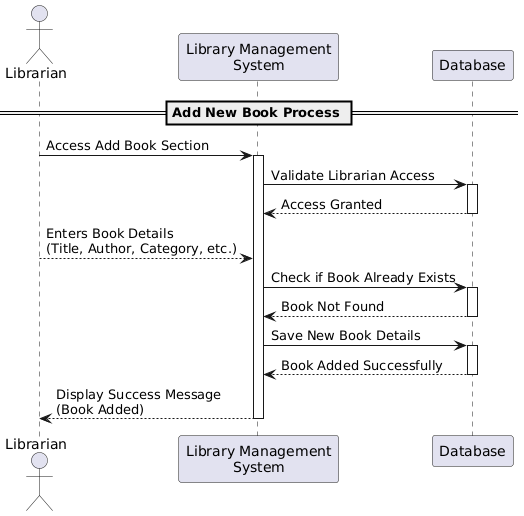 Librarian
Library Management
System
Database
Add New Book Process
Access Add Book Section
Validate Librarian Access
Access Granted
Enters Book Details
(Title, Author, Category, etc.)
Check if Book Already Exists
Book Not Found
Save New Book Details
Book Added Successfully
Display Success Message
(Book Added)
Librarian
Library Management
System
Database